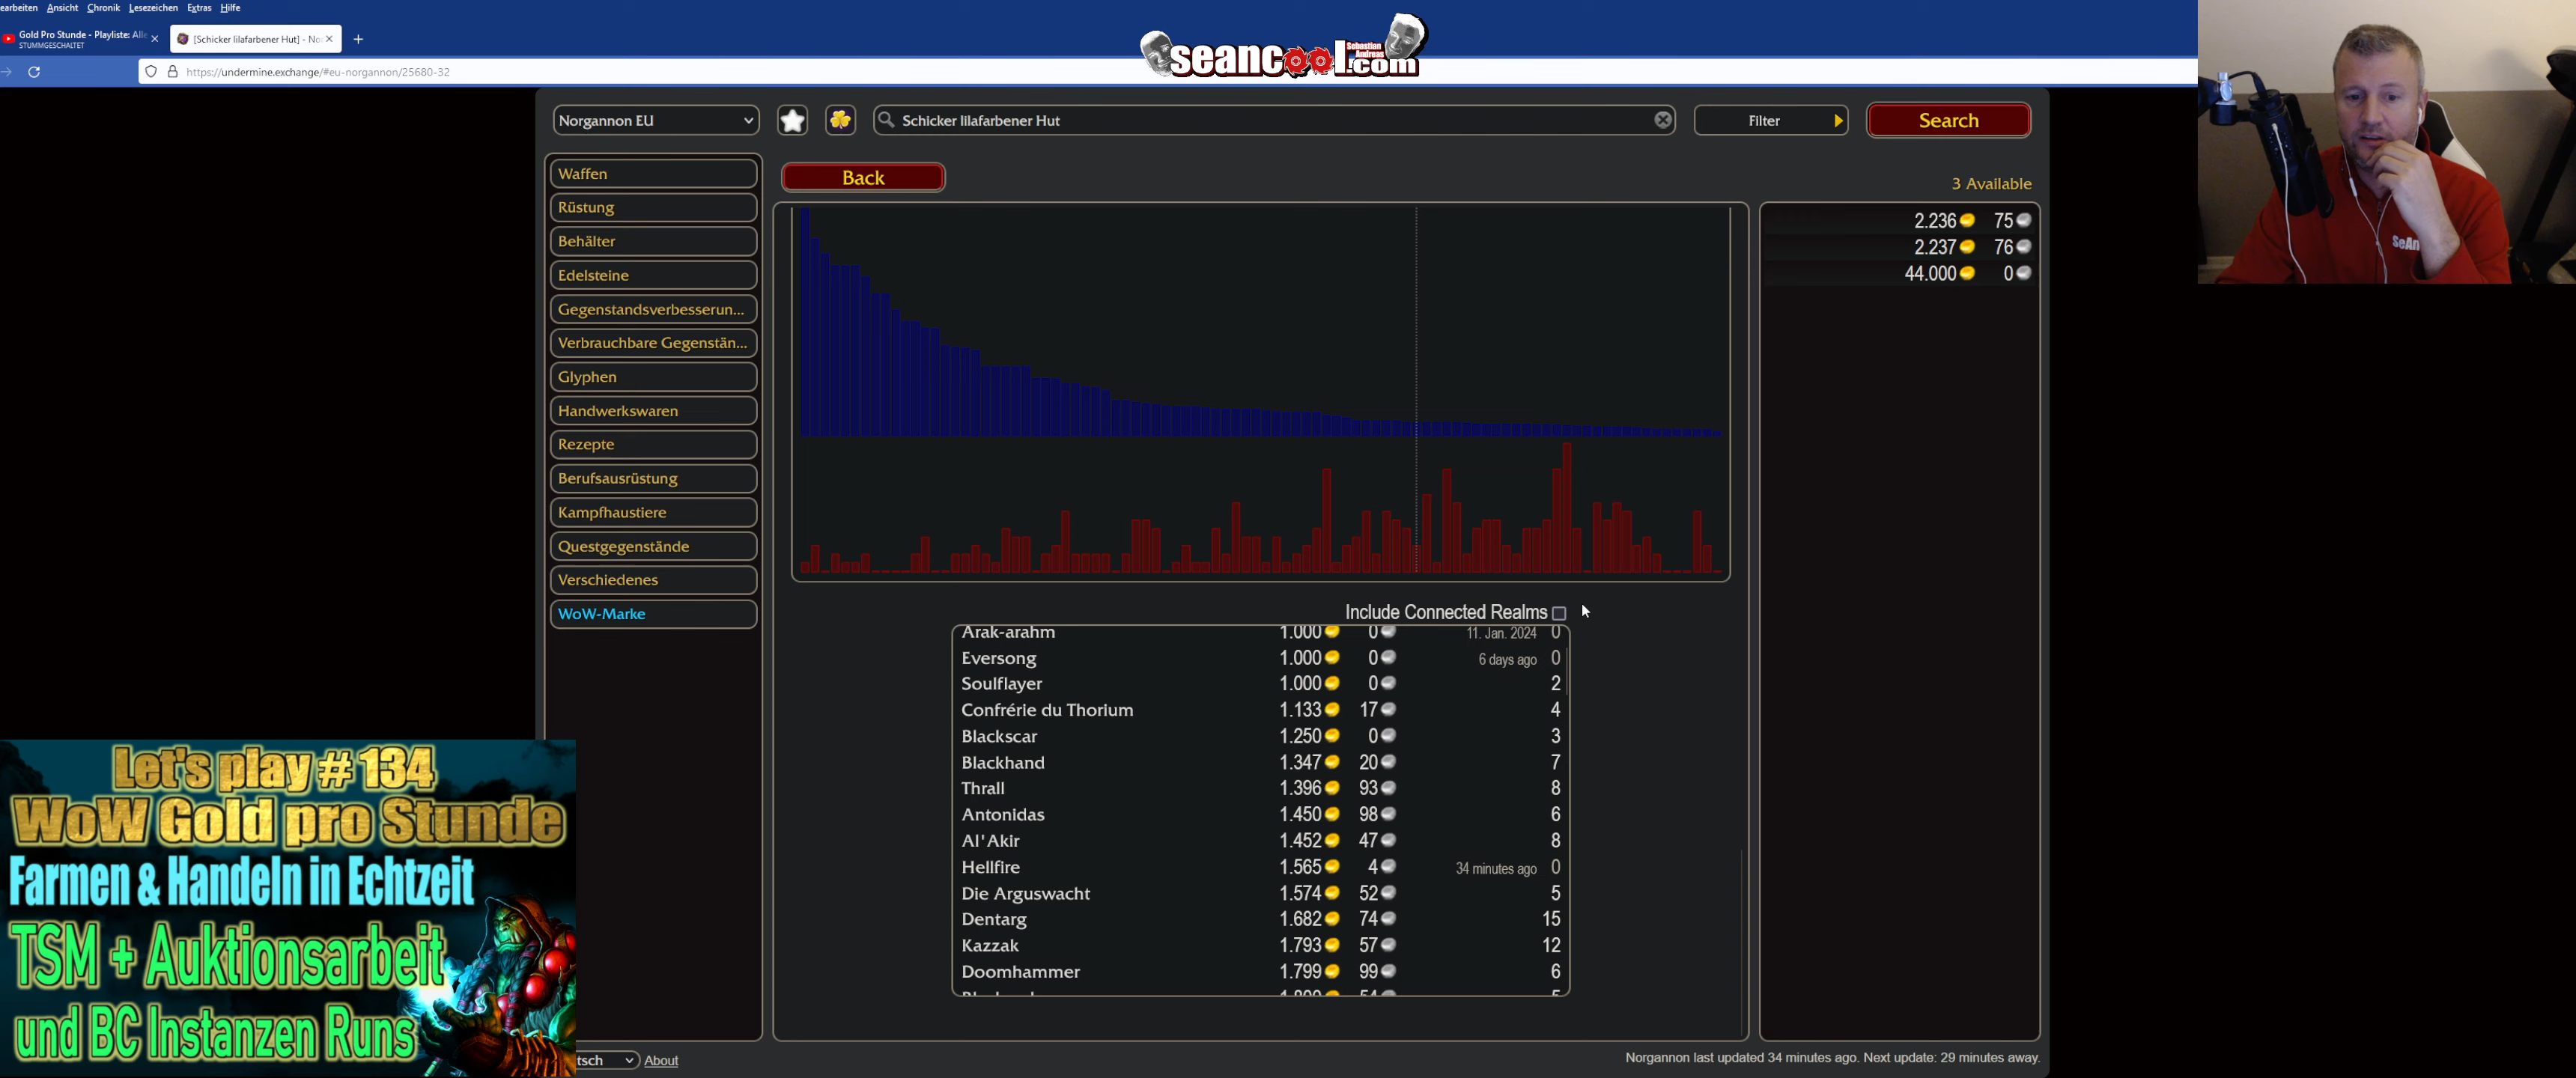 earbeiten Ansicht Chronik Lesezeichen Extras Hilfe
Gold Pro Stunde - Playliste: Alle
STUMMGESCHALTET
[Schicker lilafarbener Hut] - No
https://undermine.exchange/#eu-norgannon/25680-32
seancool.com
Sebastian
Andreas
Norgannon EU
Schicker lilafarbener Hut
Filter
Search
Waffen
Rüstung
Behälter
Edelsteine
Gegenstandsverbesserun...
Verbrauchbare Gegenstän...
Glyphen
Handwerkswaren
Rezepte
Berufsausrüstung
Kampfhaustiere
Questgegenstände
Verschiedenes
WoW-Marke
Back
3 Available
2.236 75
2.237 76
44.000 0
SeAn
Include Connected Realms
Arak-arahm 1.000 0 11. Jan. 2024 0
Eversong 1.000 0 6 days ago 0
Soulflayer 1.000 0 2
Confrérie du Thorium 1.133 17 4
Blackscar 1.250 0 3
Blackhand 1.347 20 7
Thrall 1.396 93 8
Antonidas 1.450 98 6
Al'Akir 1.452 47 8
Hellfire 1.565 4 34 minutes ago 0
Die Arguswacht 1.574 52 5
Dentarg 1.682 74 15
Kazzak 1.793 57 12
Doomhammer 1.799 99 6
Let's play # 134
WoW Gold pro Stunde
Farmen & Handeln in Echtzeit
TSM + Auktionsarbeit
und BC Instanzen Runs
tsch
About
Norgannon last updated 34 minutes ago. Next update: 29 minutes away.